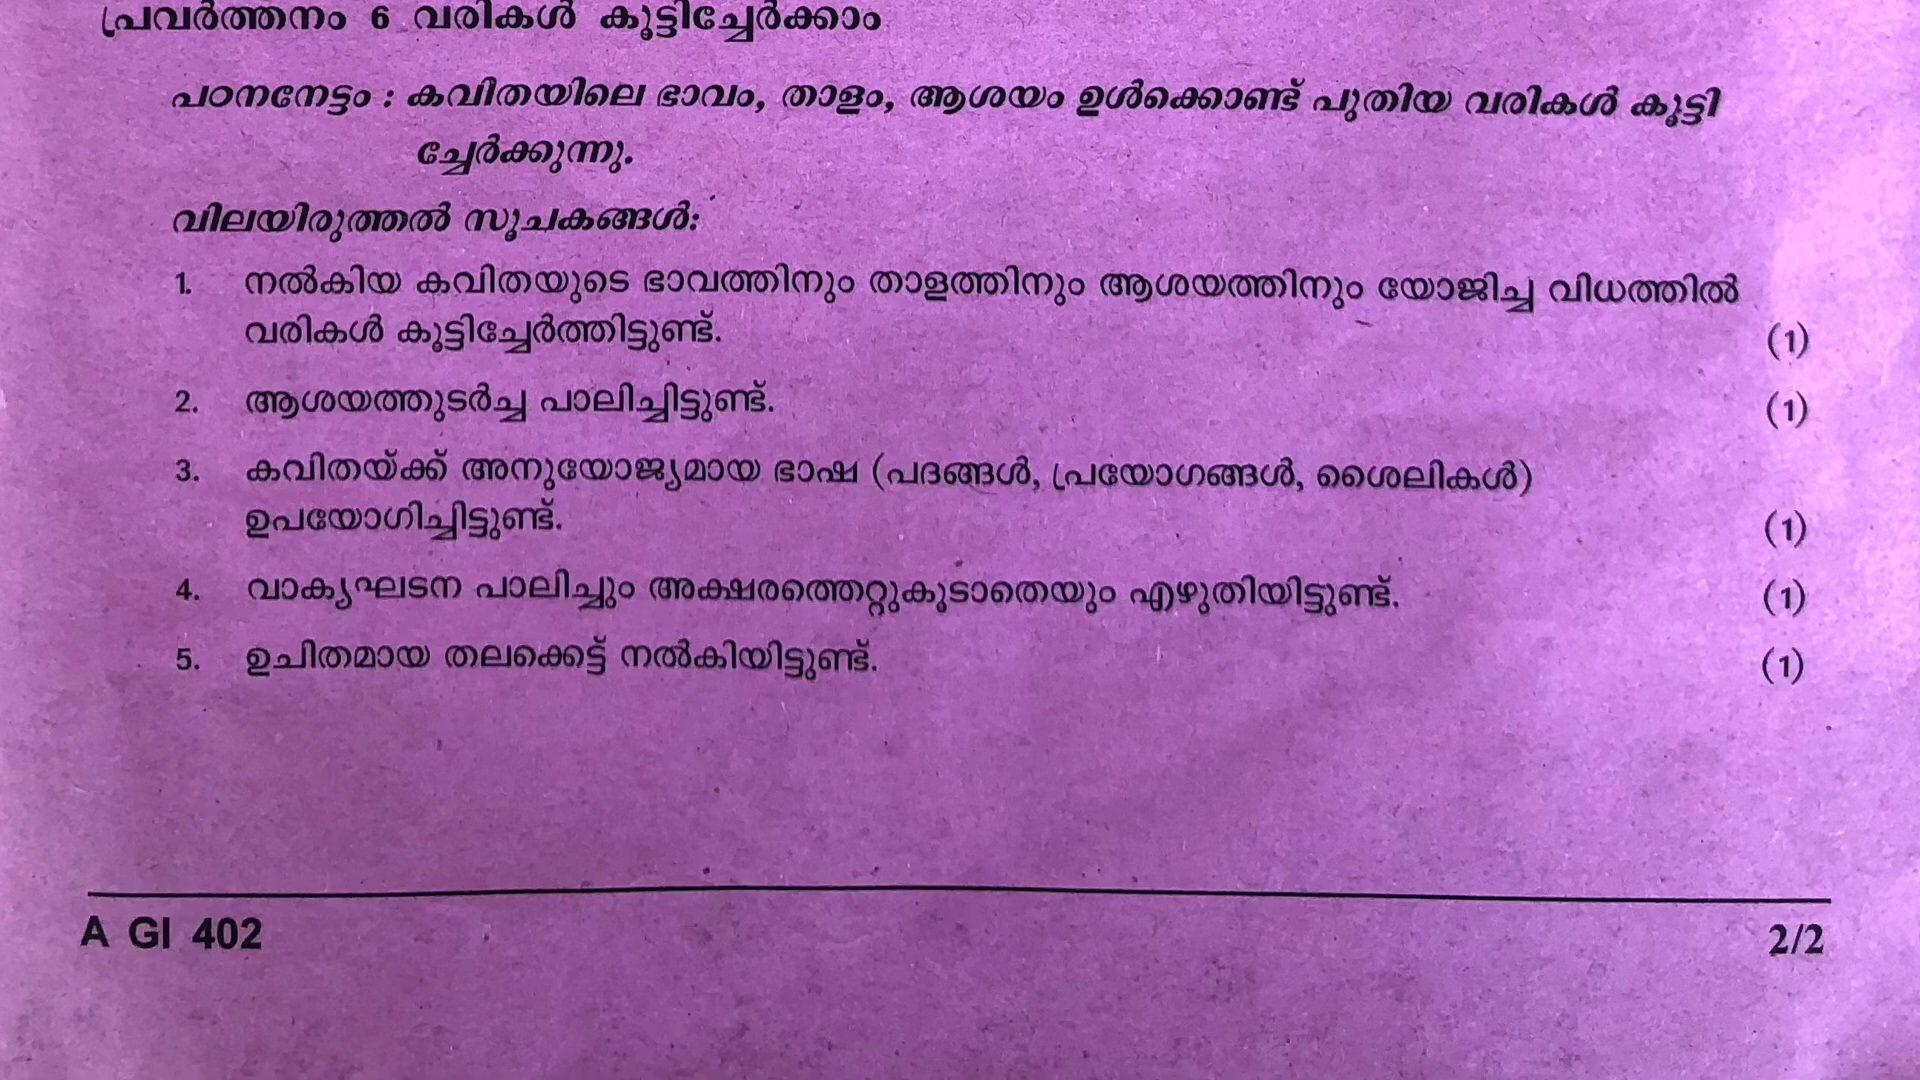 പ്രവർത്തനം 6 വരികൾ കൂട്ടിച്ചേർക്കാം
പഠനനേട്ടം : കവിതയിലെ ഭാവം, താളം, ആശയം ഉൾക്കൊണ്ട് പുതിയ വരികൾ കൂട്ടി
ച്ചേർക്കുന്നു.
വിലയിരുത്തൽ സൂചകങ്ങൾ:
1. നൽകിയ കവിതയുടെ ഭാവത്തിനും താളത്തിനും ആശയത്തിനും യോജിച്ച വിധത്തിൽ
വരികൾ കൂട്ടിച്ചേർത്തിട്ടുണ്ട്. (1)
2. ആശയത്തുടർച്ച പാലിച്ചിട്ടുണ്ട്. (1)
3. കവിതയ്ക്ക് അനുയോജ്യമായ ഭാഷ (പദങ്ങൾ, പ്രയോഗങ്ങൾ, ശൈലികൾ)
ഉപയോഗിച്ചിട്ടുണ്ട്. (1)
4. വാക്യഘടന പാലിച്ചും അക്ഷരത്തെറ്റുകൂടാതെയും എഴുതിയിട്ടുണ്ട്. (1)
5. ഉചിതമായ തലക്കെട്ട് നൽകിയിട്ടുണ്ട്. (1)
A GI 402 2/2